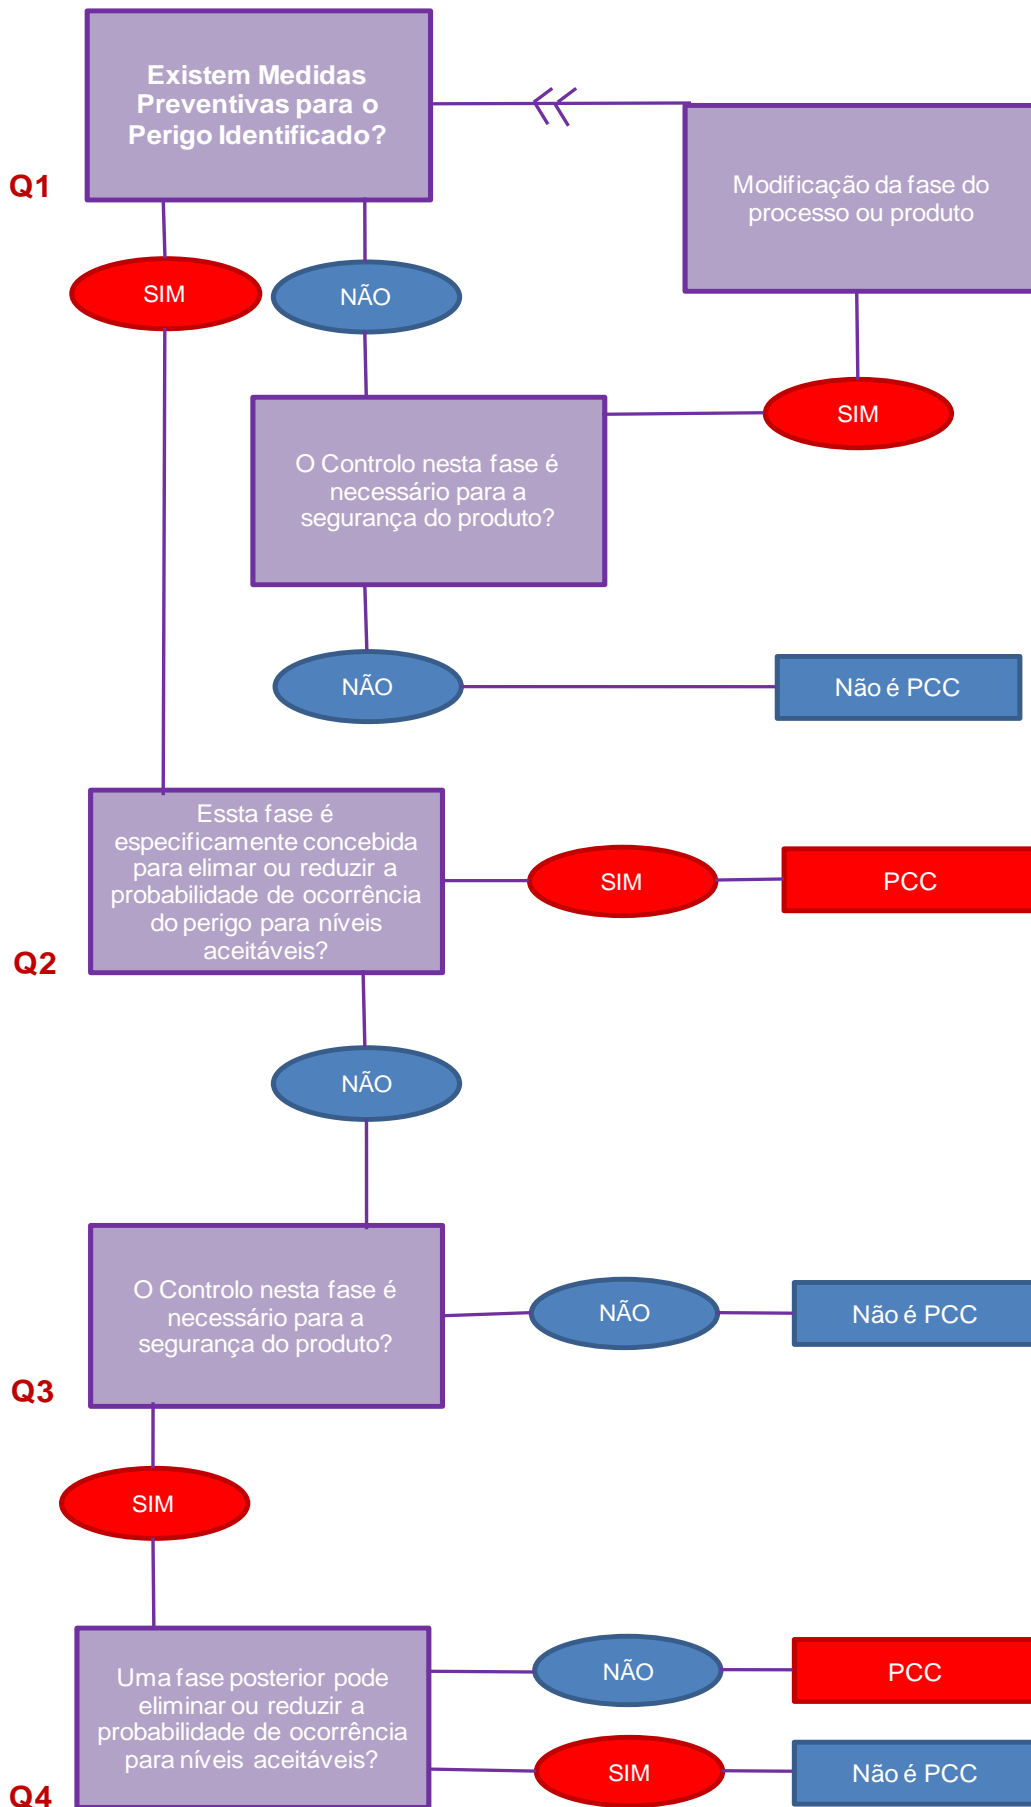 Existem Medidas
Preventivas para o
Perigo Identificado?
Q1
Modificação da fase do
processo ou produto
SIM
NÃO
SIM
O Controlo nesta fase é
necessário para a
segurança do produto?
NÃO
Não é PCC
Essta fase é
especificamente concebida
para elimar ou reduzir a
probabilidade de ocorrência
do perigo para níveis
aceitáveis?
SIM
PCC
Q2
NÃO
O Controlo nesta fase é
necessário para a
segurança do produto?
NÃO
Não é PCC
Q3
SIM
Uma fase posterior pode
eliminar ou reduzir a
probabilidade de ocorrência
para níveis aceitáveis?
NÃO
PCC
SIM
Não é PCC
Q4